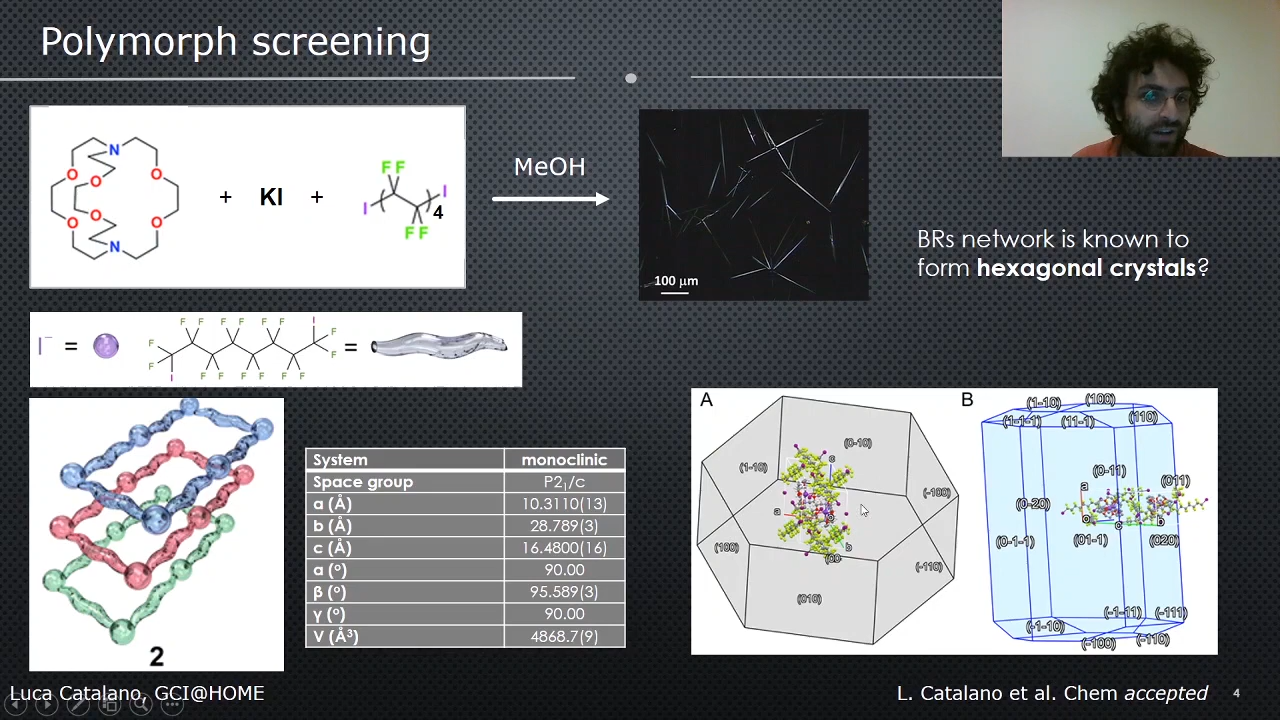 Polymorph screening
N
O
O
O
O
O
O
N
+
KI
+
F F
I
I
4
F F
MeOH
100 μm
BRs network is known to
form hexagonal crystals?
I⁻
=
F F F F F F I F
F
F
I F F F F F F F
=
2
System monoclinic
Space group P2₁/c
a (Å) 10.3110(13)
b (Å) 28.789(3)
c (Å) 16.4800(16)
α (°) 90.00
β (°) 95.589(3)
γ (°) 90.00
V (Å³) 4868.7(9)
A
(0-10)
(1-10)
c
(-100)
a
b
(100)
(00
(-110)
(010)
B
(1-10)
(100)
(1-1-1)
(11-1)
(110)
(0-11)
(011)
a
(0-20)
o
c
b
(0-1-1)
(01-1)
(020)
(-1-11)
(-111)
(-1-10)
(-100)
(-110)
Luca Catalano, GCI@HOME
L. Catalano et al. Chem accepted
4